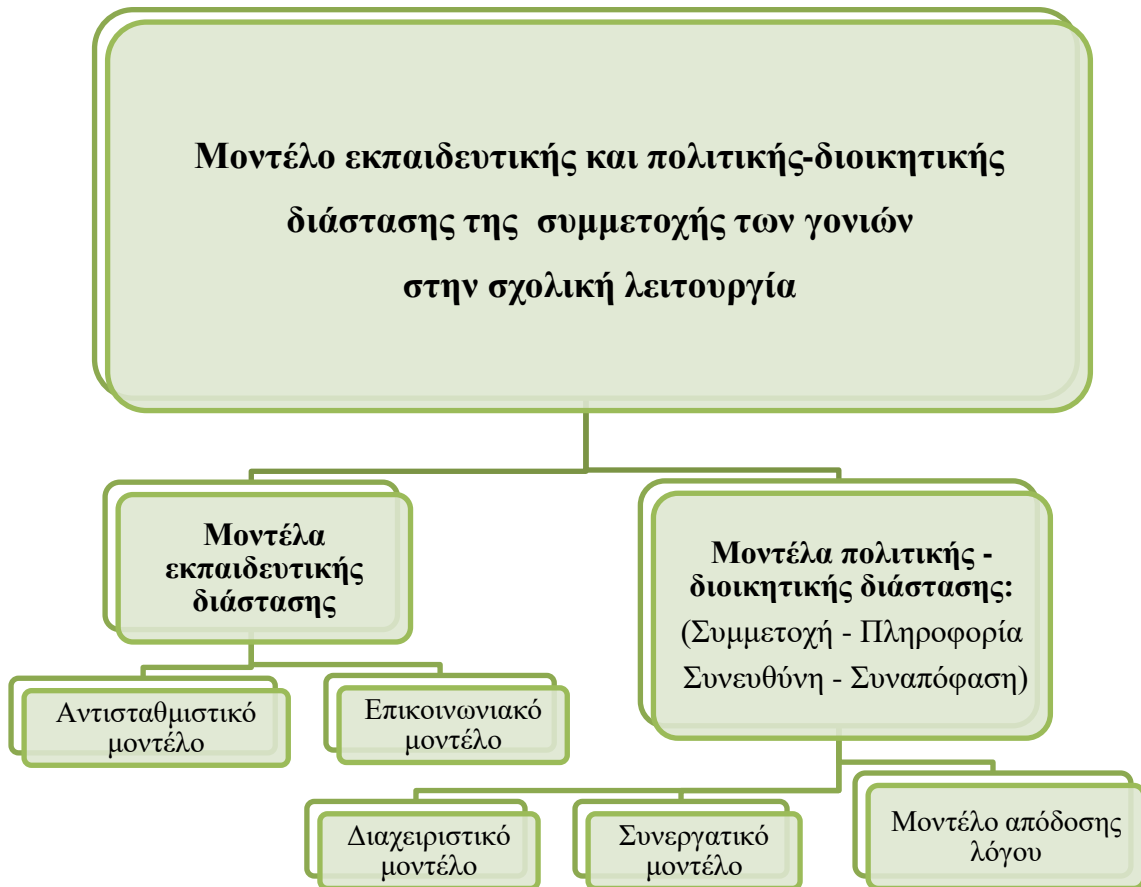 Μοντέλο εκπαιδευτικής και πολιτικής-διοικητικής
διάστασης της συμμετοχής των γονιών
στην σχολική λειτουργία
Μοντέλα
εκπαιδευτικής
διάστασης
Μοντέλα πολιτικής -
διοικητικής διάστασης:
(Συμμετοχή - Πληροφορία
Συνευθύνη - Συναπόφαση)
Αντισταθμιστικό
μοντέλο
Επικοινωνιακό
μοντέλο
Διαχειριστικό
μοντέλο
Συνεργατικό
μοντέλο
Μοντέλο απόδοσης
λόγου